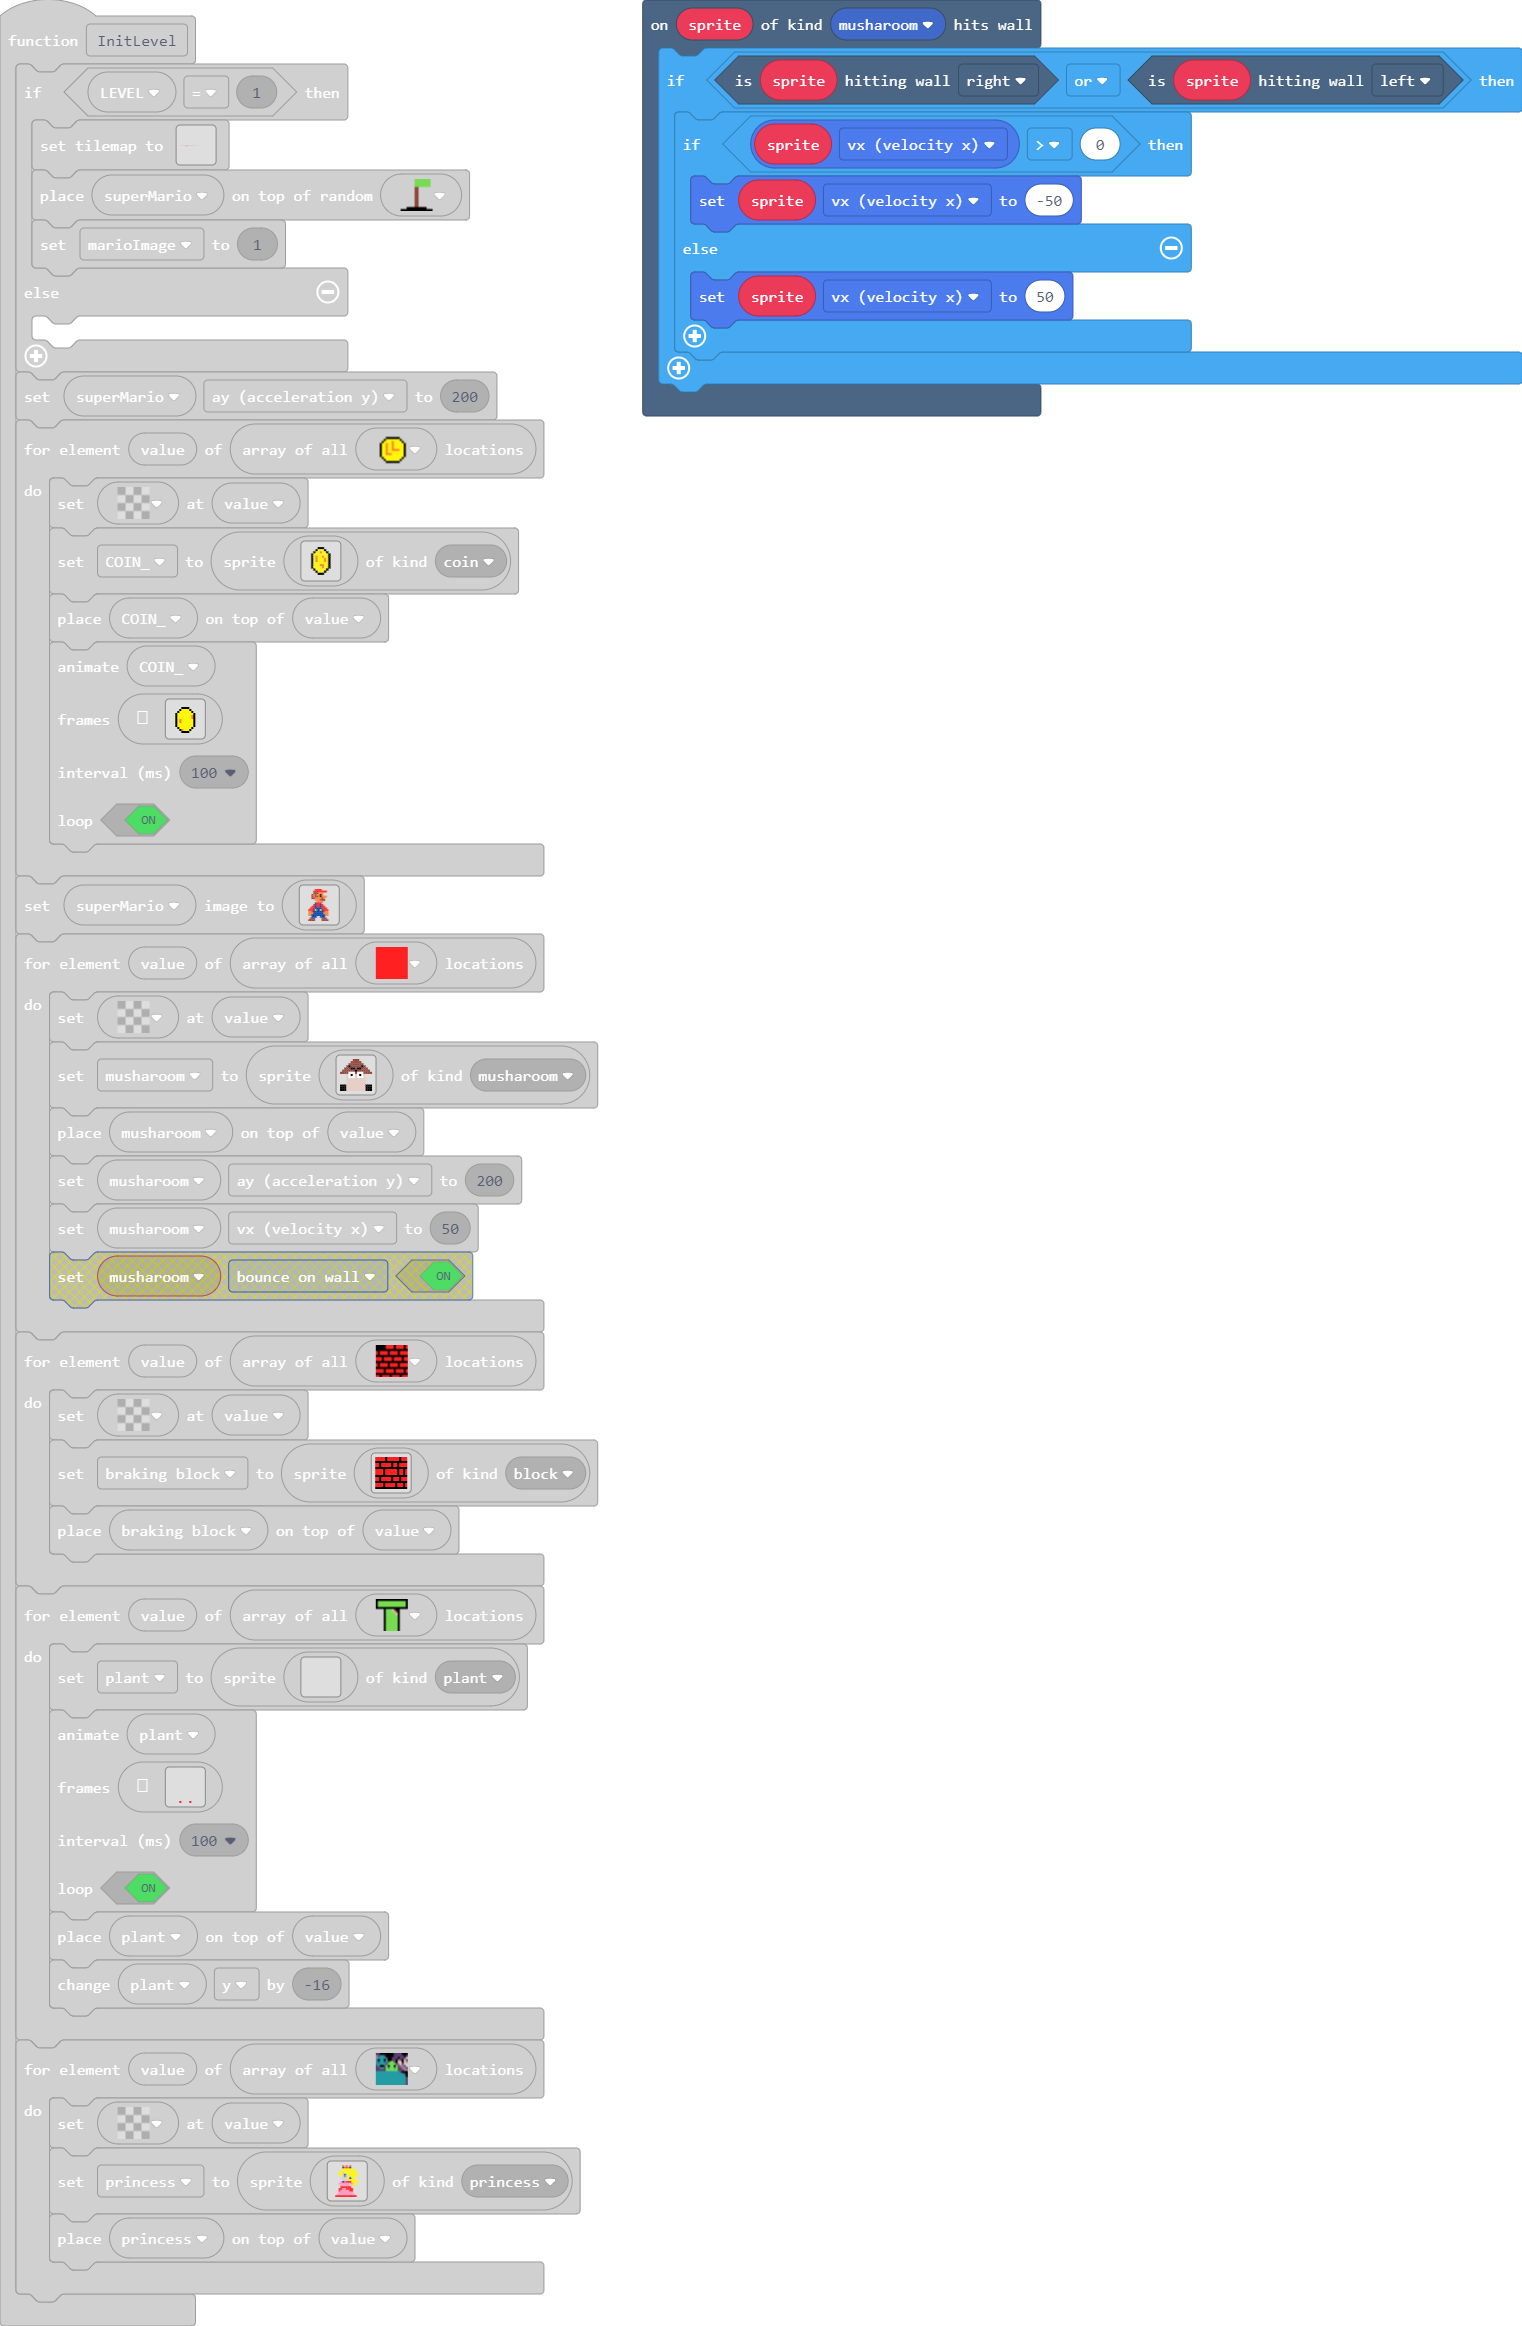 function InitLevel
if LEVEL = 1 then
set tilemap to
place superMario on top of random
set marioImage to 1
else
set superMario ay (acceleration y) to 200
for element value of array of all locations
do
set at value
set COIN_ to sprite of kind coin
place COIN_ on top of value
animate COIN_
frames
interval (ms) 100
loop ON
set superMario image to
for element value of array of all locations
do
set at value
set musharoom to sprite of kind musharoom
place musharoom on top of value
set musharoom ay (acceleration y) to 200
set musharoom vx (velocity x) to 50
set musharoom bounce on wall ON
for element value of array of all locations
do
set at value
set braking block to sprite of kind block
place braking block on top of value
for element value of array of all locations
do
set plant to sprite of kind plant
animate plant
frames
interval (ms) 100
loop ON
place plant on top of value
change plant y by -16
for element value of array of all locations
do
set at value
set princess to sprite of kind princess
place princess on top of value
on sprite of kind musharoom hits wall
if is sprite hitting wall right or is sprite hitting wall left then
if sprite vx (velocity x) > 0 then
set sprite vx (velocity x) to -50
else
set sprite vx (velocity x) to 50